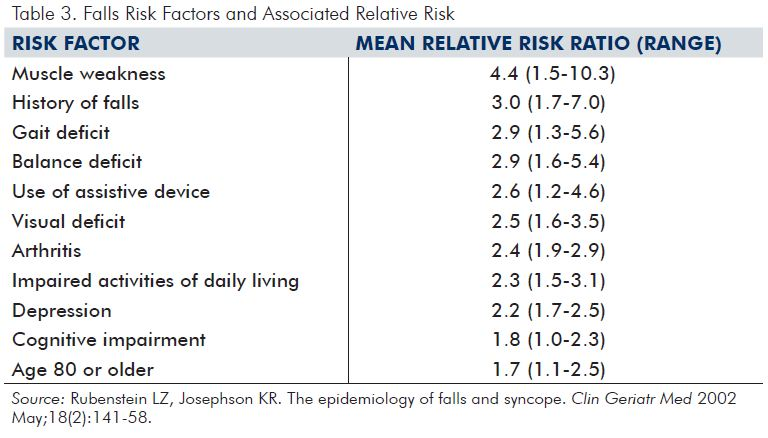 Table 3. Falls Risk Factors and Associated Relative Risk
RISK FACTOR MEAN RELATIVE RISK RATIO (RANGE)
Muscle weakness 4.4 (1.5-10.3)
History of falls 3.0 (1.7-7.0)
Gait deficit 2.9 (1.3-5.6)
Balance deficit 2.9 (1.6-5.4)
Use of assistive device 2.6 (1.2-4.6)
Visual deficit 2.5 (1.6-3.5)
Arthritis 2.4 (1.9-2.9)
Impaired activities of daily living 2.3 (1.5-3.1)
Depression 2.2 (1.7-2.5)
Cognitive impairment 1.8 (1.0-2.3)
Age 80 or older 1.7 (1.1-2.5)
Source: Rubenstein LZ, Josephson KR. The epidemiology of falls and syncope. Clin Geriatr Med 2002
May;18(2):141-58.